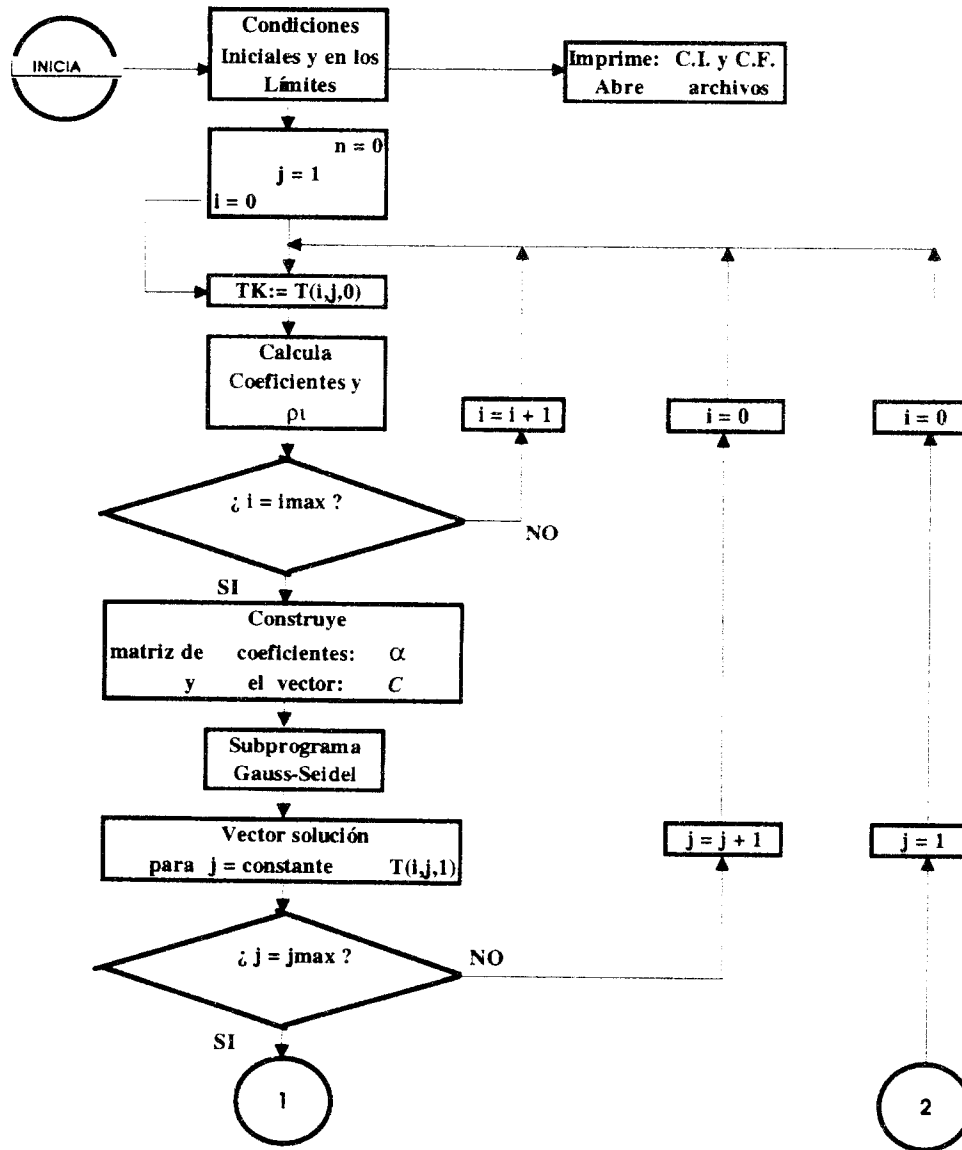 INICIA
Condiciones
Iniciales y en los
Límites
Imprime: C.I. y C.F.
Abre archivos
n = 0
j = 1
i = 0
TK:= T(i,j,0)
Calcula
Coeficientes y
ρι
i = i + 1
i = 0
i = 0
¿ i = imax ?
NO
SI
Construye
matriz de coeficientes: α
y el vector: C
Subprograma
Gauss-Seidel
Vector solución
para j = constante T(i,j,1)
j = j + 1
j = 1
¿ j = jmax ?
NO
SI
1
2